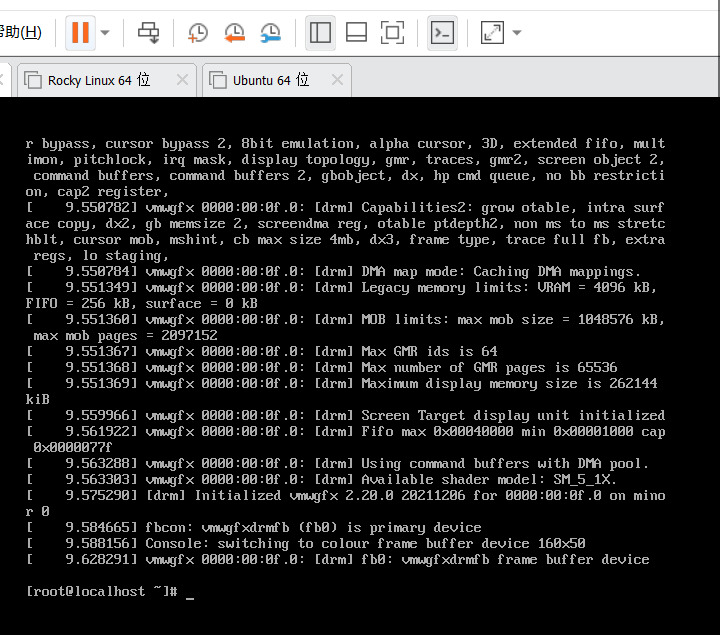 帮助(H)
Rocky Linux 64 位
Ubuntu 64 位
r bypass, cursor bypass 2, 8bit emulation, alpha cursor, 3D, extended fifo, mult
imon, pitchlock, irq mask, display topology, gmr, traces, gmr2, screen object 2,
 command buffers, command buffers 2, gbobject, dx, hp cmd queue, no bb restricti
on, cap2 register,
[    9.550782] vmwgfx 0000:00:0f.0: [drm] Capabilities2: grow otable, intra surf
ace copy, dx2, gb memsize 2, screendma reg, otable ptdepth2, non ms to ms stretc
hblt, cursor mob, mshint, cb max size 4mb, dx3, frame type, trace full fb, extra
 regs, lo staging,
[    9.550784] vmwgfx 0000:00:0f.0: [drm] DMA map mode: Caching DMA mappings.
[    9.551349] vmwgfx 0000:00:0f.0: [drm] Legacy memory limits: VRAM = 4096 kB,
FIFO = 256 kB, surface = 0 kB
[    9.551360] vmwgfx 0000:00:0f.0: [drm] MOB limits: max mob size = 1048576 kB,
 max mob pages = 2097152
[    9.551367] vmwgfx 0000:00:0f.0: [drm] Max GMR ids is 64
[    9.551368] vmwgfx 0000:00:0f.0: [drm] Max number of GMR pages is 65536
[    9.551369] vmwgfx 0000:00:0f.0: [drm] Maximum display memory size is 262144
kiB
[    9.559966] vmwgfx 0000:00:0f.0: [drm] Screen Target display unit initialized
[    9.561922] vmwgfx 0000:00:0f.0: [drm] Fifo max 0x00040000 min 0x00001000 cap
 0x0000077f
[    9.563288] vmwgfx 0000:00:0f.0: [drm] Using command buffers with DMA pool.
[    9.563303] vmwgfx 0000:00:0f.0: [drm] Available shader model: SM_5_1X.
[    9.575290] [drm] Initialized vmwgfx 2.20.0 20211206 for 0000:00:0f.0 on mino
r 0
[    9.584665] fbcon: vmwgfxdrmfb (fb0) is primary device
[    9.588156] Console: switching to colour frame buffer device 160x50
[    9.628291] vmwgfx 0000:00:0f.0: [drm] fb0: vmwgfxdrmfb frame buffer device
[root@localhost ~]# _